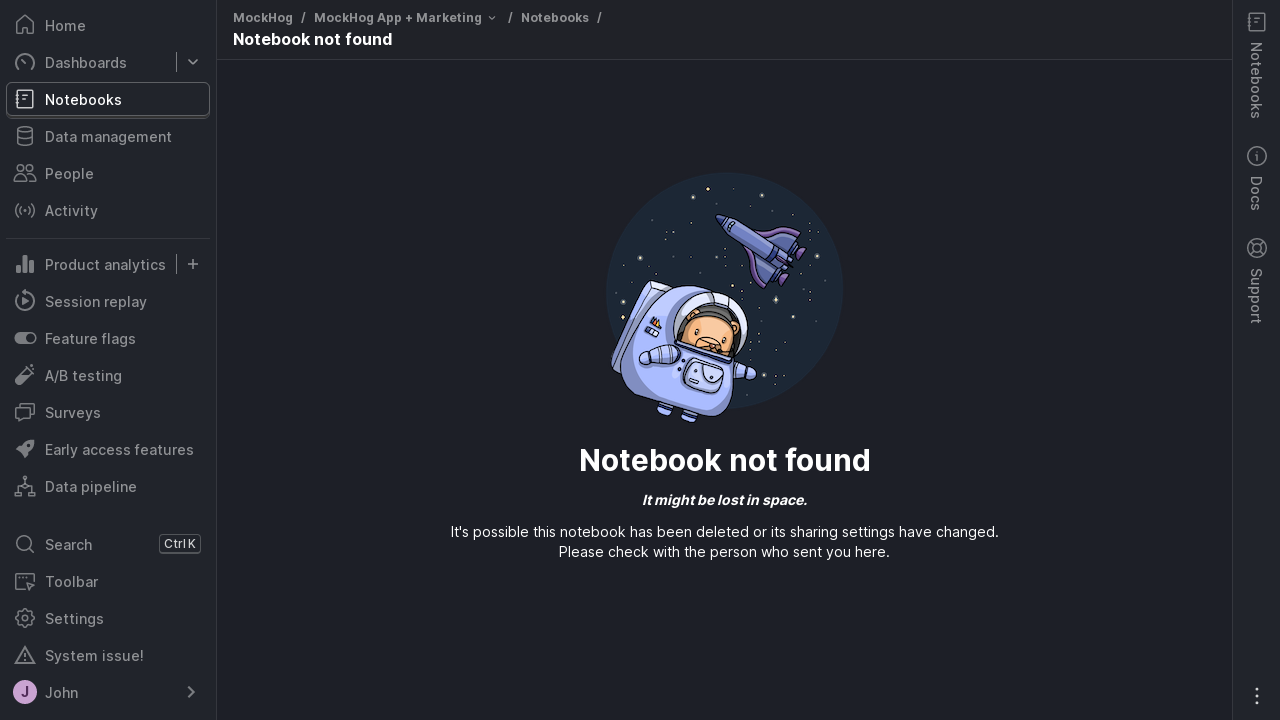 Home
Dashboards
Notebooks
Data management
People
Activity
Product analytics
Session replay
Feature flags
A/B testing
Surveys
Early access features
Data pipeline
Search Ctrl K
Toolbar
Settings
System issue!
J John
MockHog / MockHog App + Marketing / Notebooks /
Notebook not found
Notebook not found
It might be lost in space.
It's possible this notebook has been deleted or its sharing settings have changed.
Please check with the person who sent you here.
Notebooks
Docs
Support